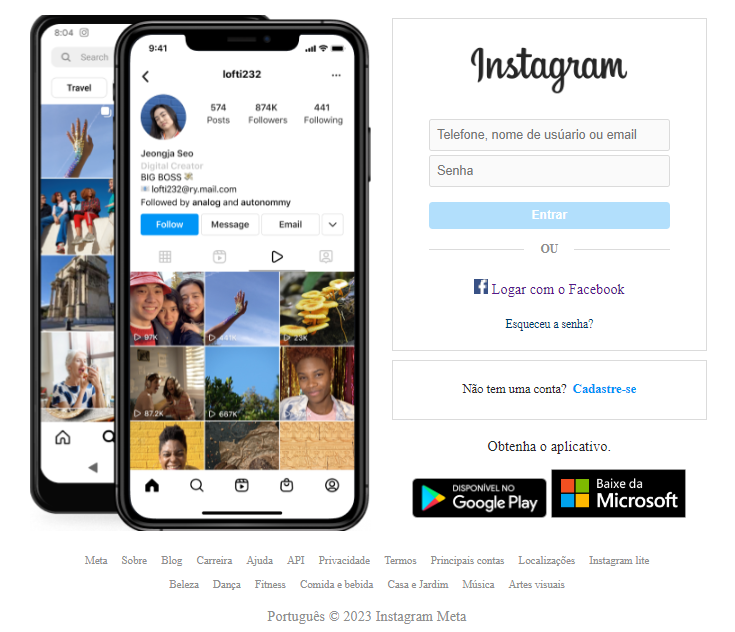 8:04
Search
Travel
9:41
lofti232
574 874K 441
Posts Followers Following
Jeongja Seo
Digital Creator
BIG BOSS
lofti232@ry.mail.com
Followed by analog and autonommy
Follow Message Email
97K 441K 23K
87.2K 667K
Instagram
Telefone, nome de usúario ou email
Senha
Entrar
OU
Logar com o Facebook
Esqueceu a senha?
Não tem uma conta? Cadastre-se
Obtenha o aplicativo.
DISPONÍVEL NO
Google Play
Baixe da
Microsoft
Meta Sobre Blog Carreira Ajuda API Privacidade Termos Principais contas Localizações Instagram lite
Beleza Dança Fitness Comida e bebida Casa e Jardim Música Artes visuais
Português © 2023 Instagram Meta